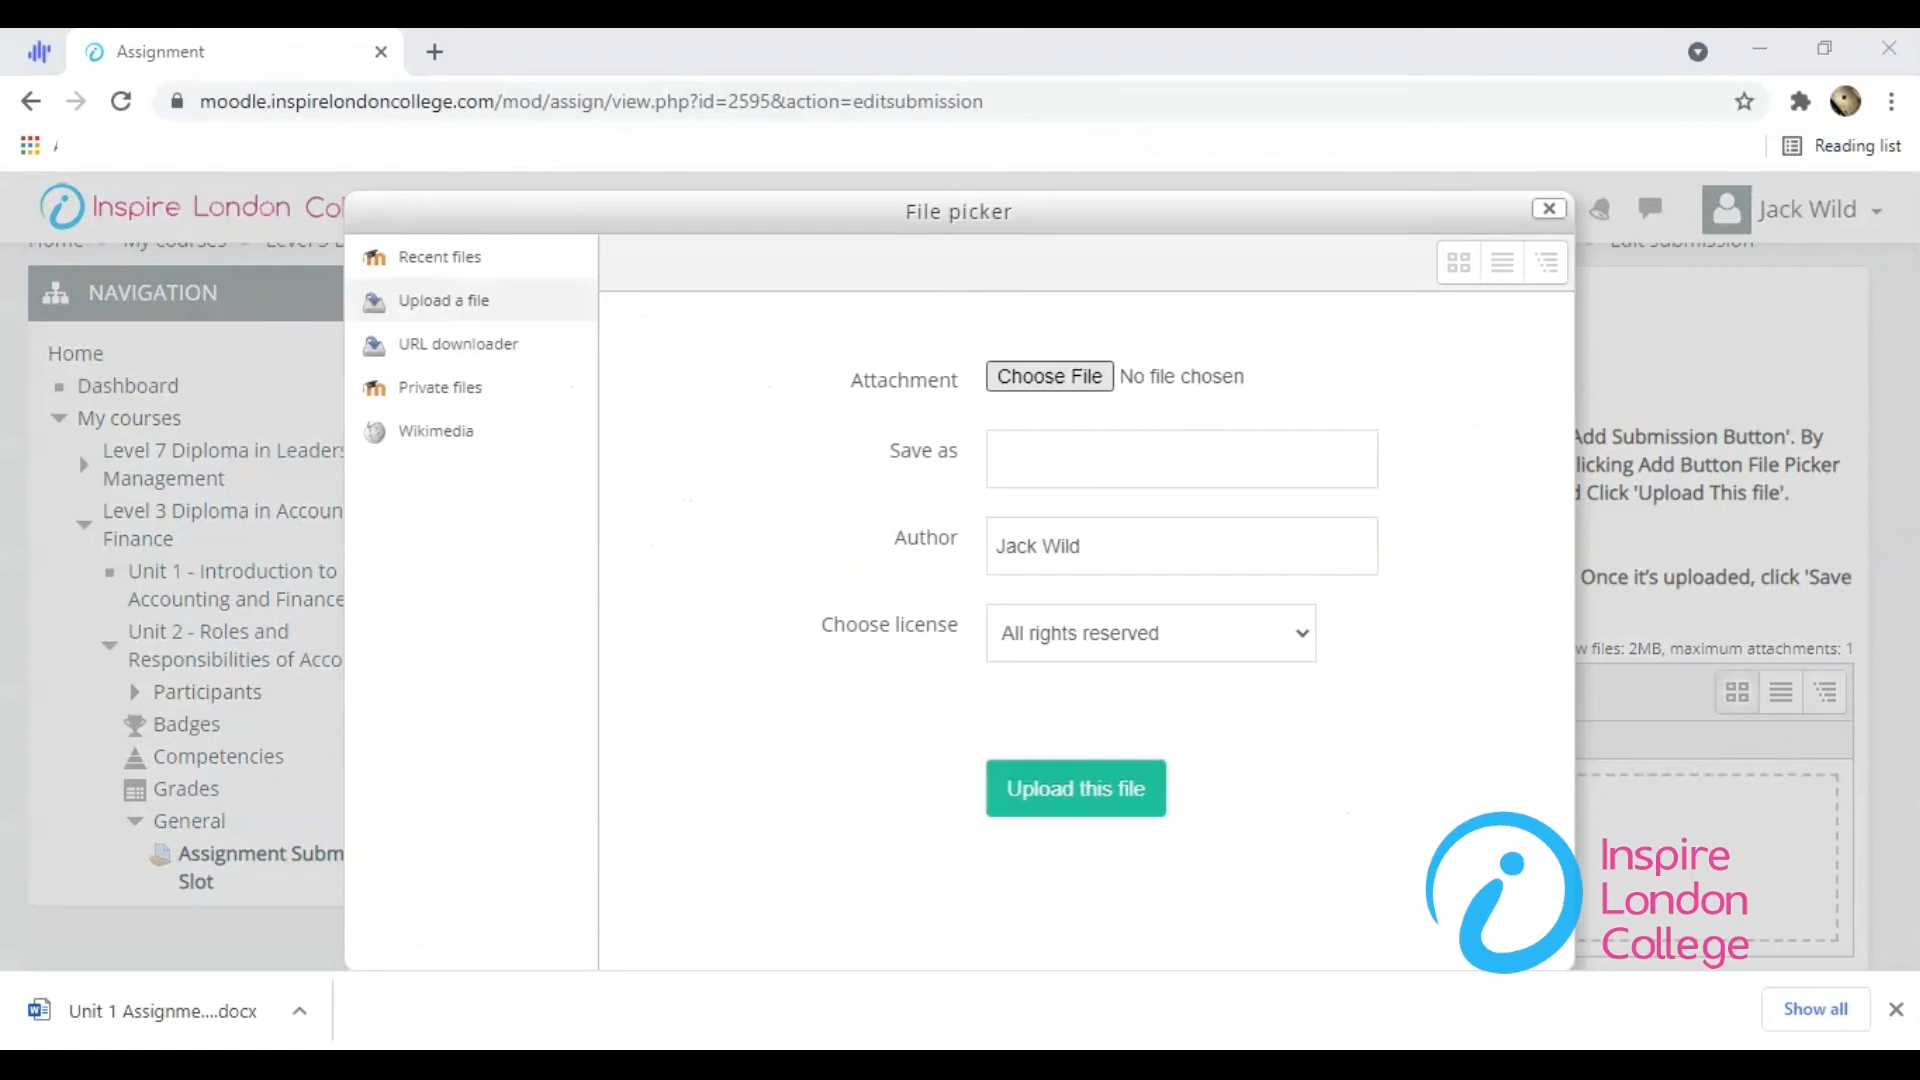 Assignment
moodle.inspirelondoncollege.com/mod/assign/view.php?id=2595&action=editsubmission
Reading list
Inspire London Col
File picker
Jack Wild
NAVIGATION
Home
Dashboard
My courses
Level 7 Diploma in Leaders
Management
Level 3 Diploma in Accoun
Finance
Unit 1 - Introduction to
Accounting and Finance
Unit 2 - Roles and
Responsibilities of Acco
Participants
Badges
Competencies
Grades
General
Assignment Subm
Slot
Recent files
Upload a file
URL downloader
Private files
Wikimedia
Attachment
Choose File No file chosen
Save as
Author
Jack Wild
Choose license
All rights reserved
Upload this file
Add Submission Button'. By
licking Add Button File Picker
d Click 'Upload This file'.
Once it's uploaded, click 'Save
w files: 2MB, maximum attachments: 1
Inspire
London
College
Unit 1 Assignme....docx
Show all